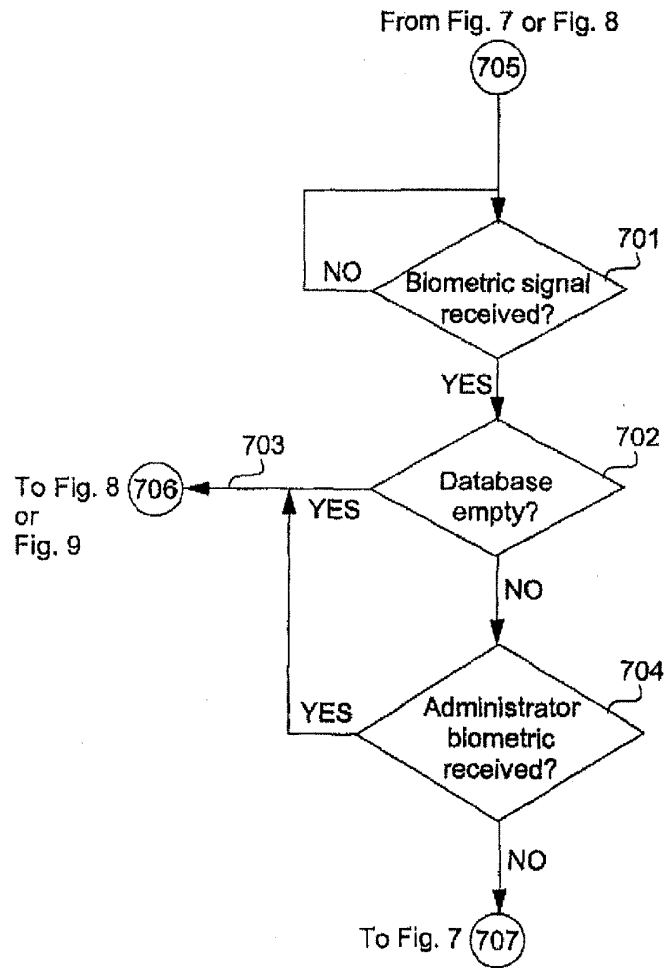 From Fig. 7 or Fig. 8
705
701
NO
Biometric signal
received?
YES
702
703
To Fig. 8
or
Fig. 9
706
YES
Database
empty?
NO
704
YES
Administrator
biometric
received?
NO
To Fig. 7
707